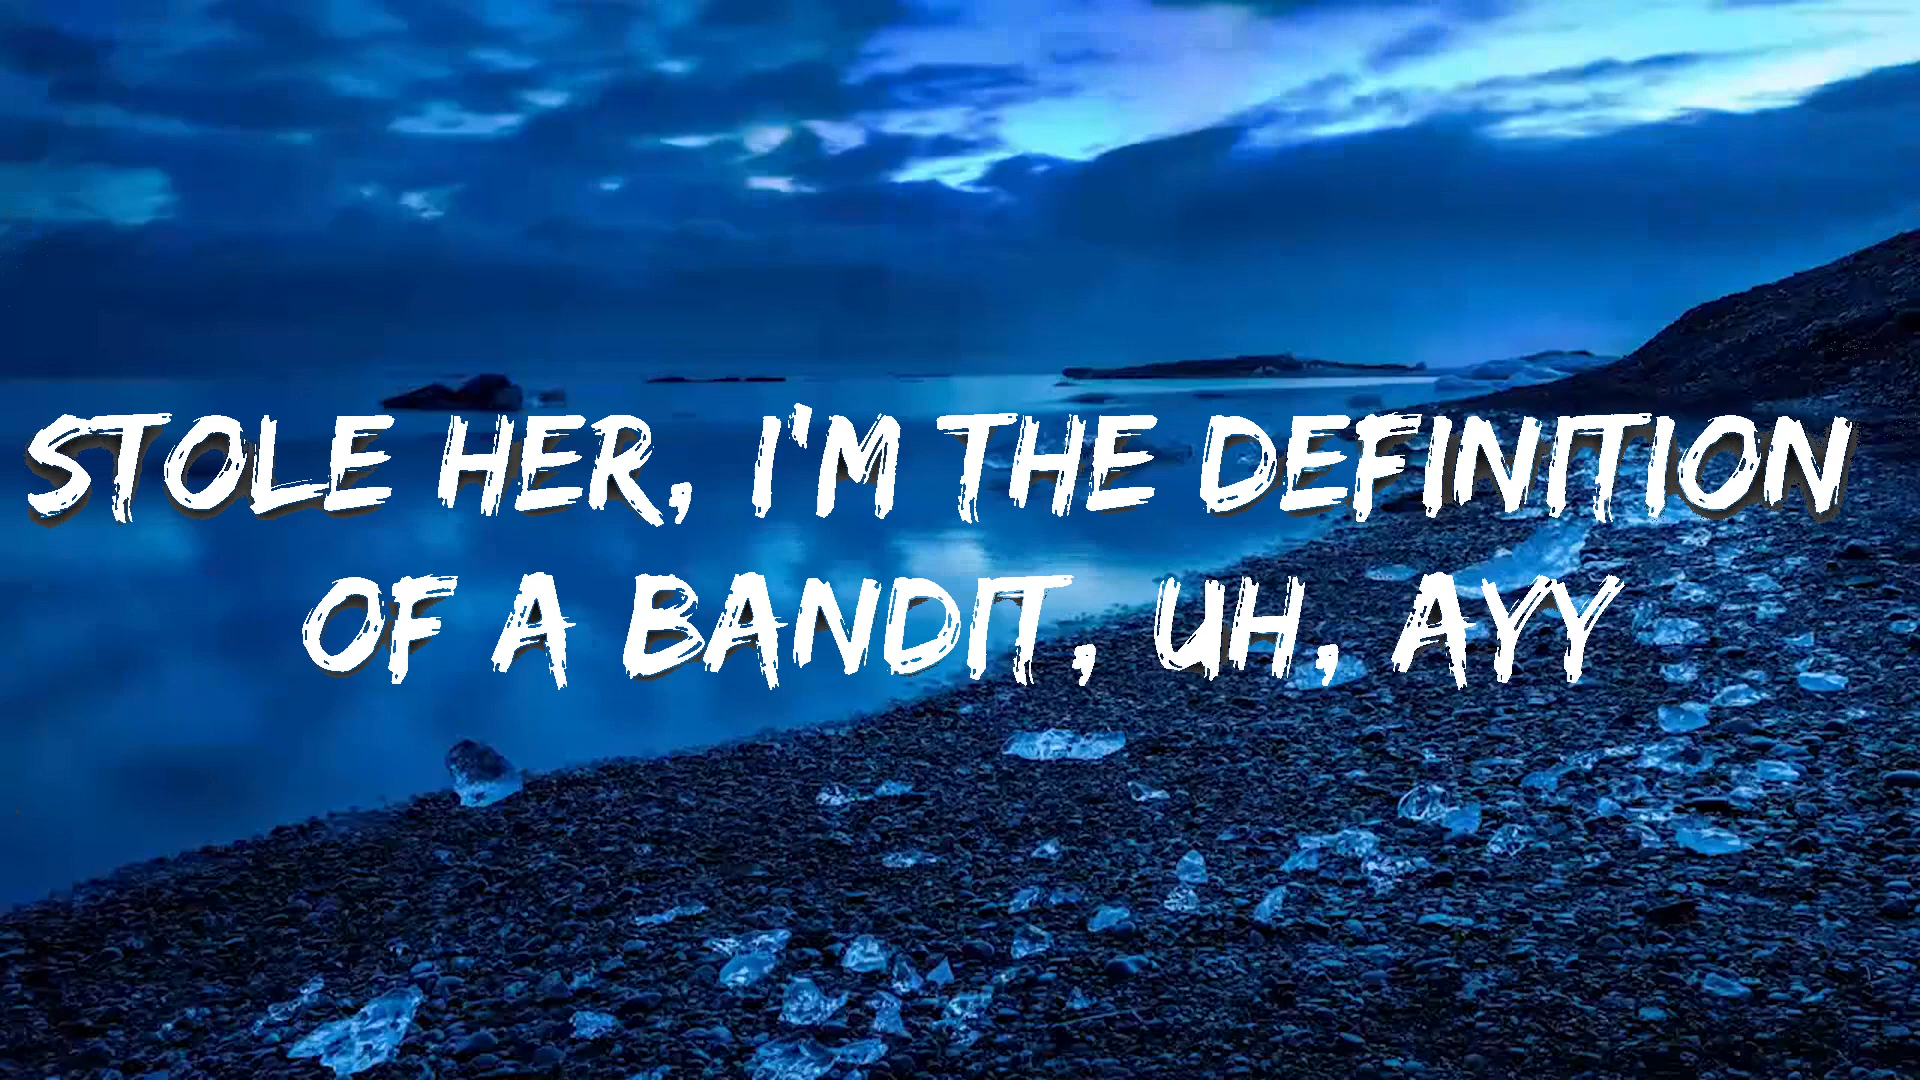 STOLE HER, I'M THE DEFINITION
OF A BANDIT, UH, AYY